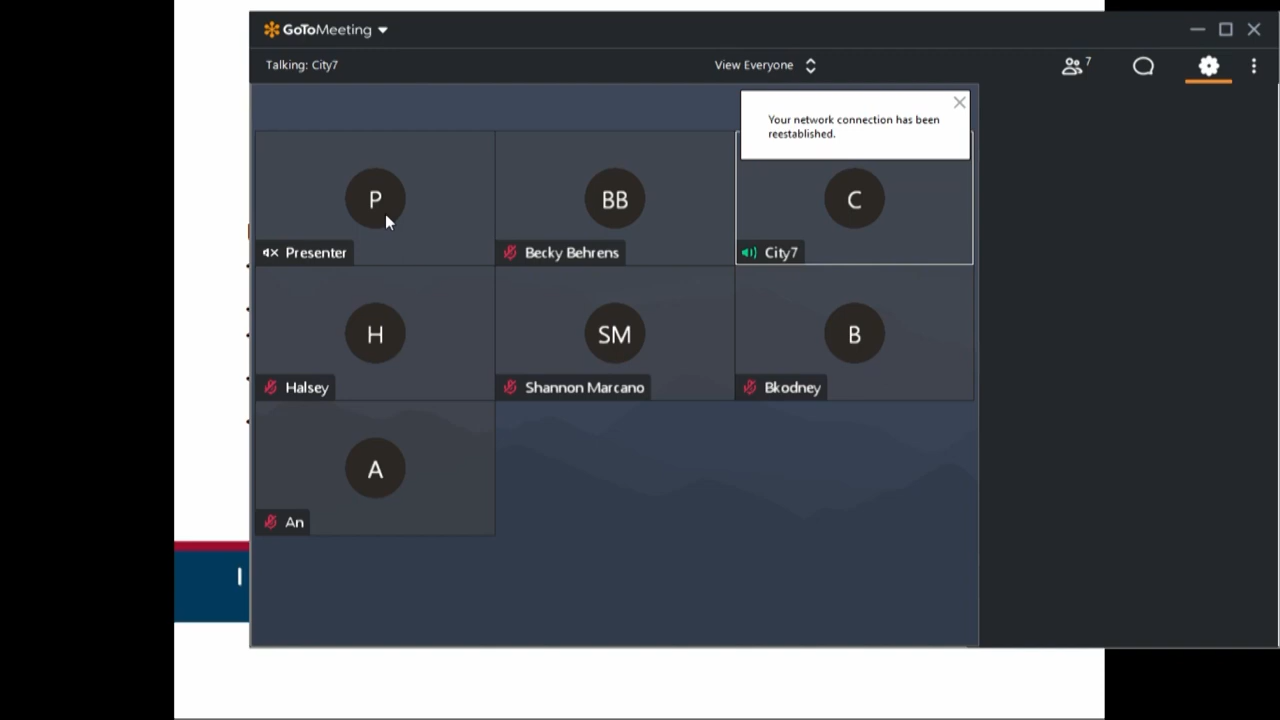 GoToMeeting
Talking: City7
View Everyone
7
Your network connection has been
reestablished.
P
BB
C
Presenter
Becky Behrens
City7
H
SM
B
Halsey
Shannon Marcano
Bkodney
A
An